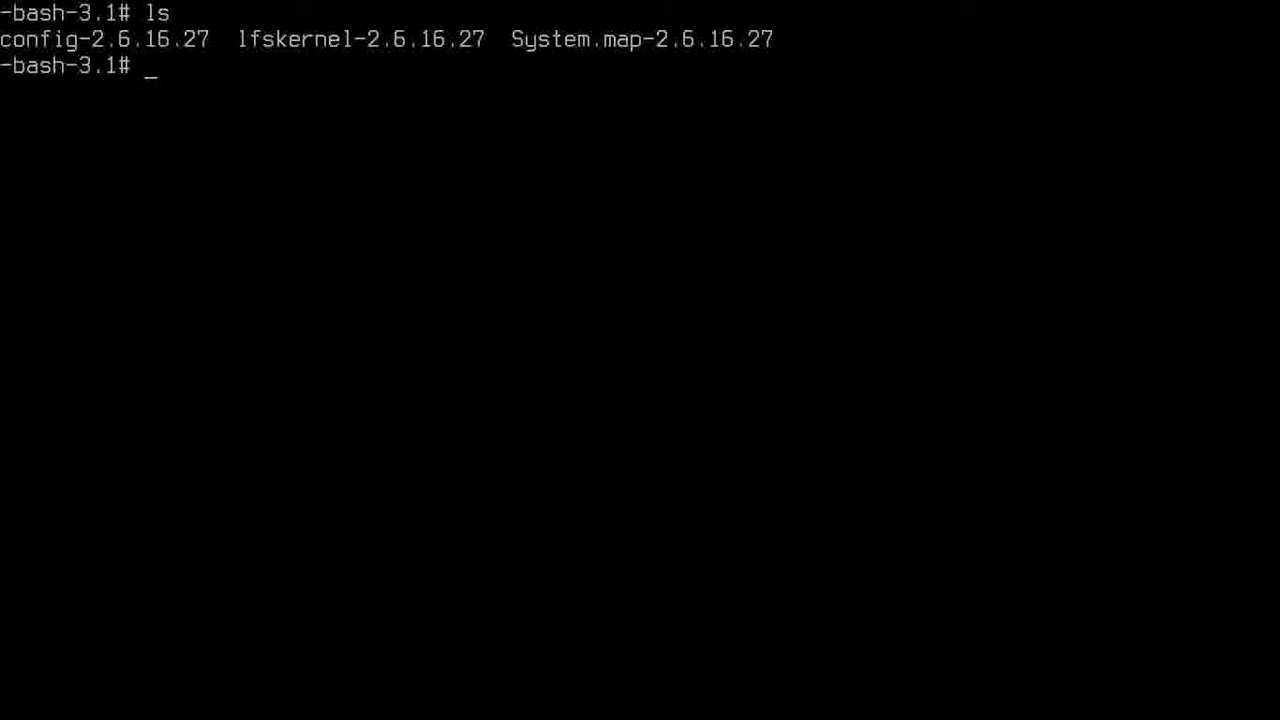 -bash-3.1# ls
config-2.6.16.27  lfskernel-2.6.16.27  System.map-2.6.16.27
-bash-3.1# _